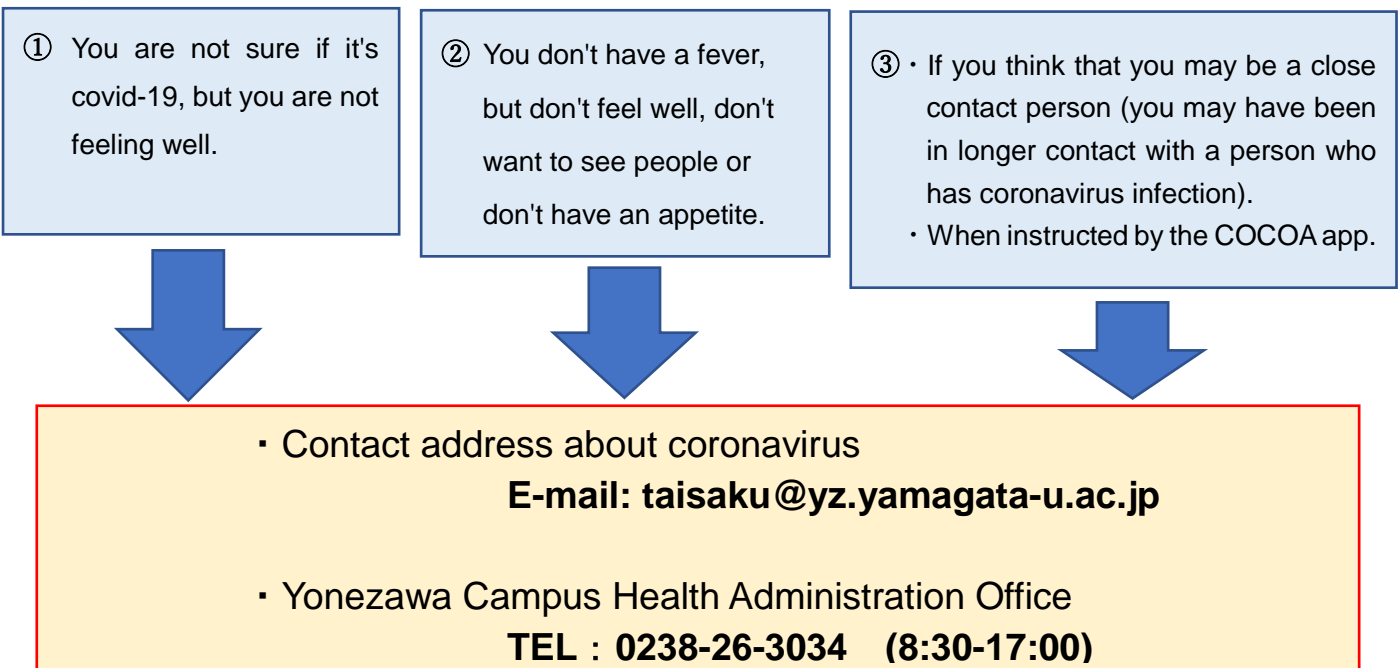 ① You are not sure if it's
covid-19, but you are not
feeling well.
② You don't have a fever,
but don't feel well, don't
want to see people or
don't have an appetite.
③・If you think that you may be a close
contact person (you may have been
in longer contact with a person who
has coronavirus infection).
・When instructed by the COCOA app.
・Contact address about coronavirus
E-mail: taisaku@yz.yamagata-u.ac.jp
・Yonezawa Campus Health Administration Office
TEL：0238-26-3034 (8:30-17:00)